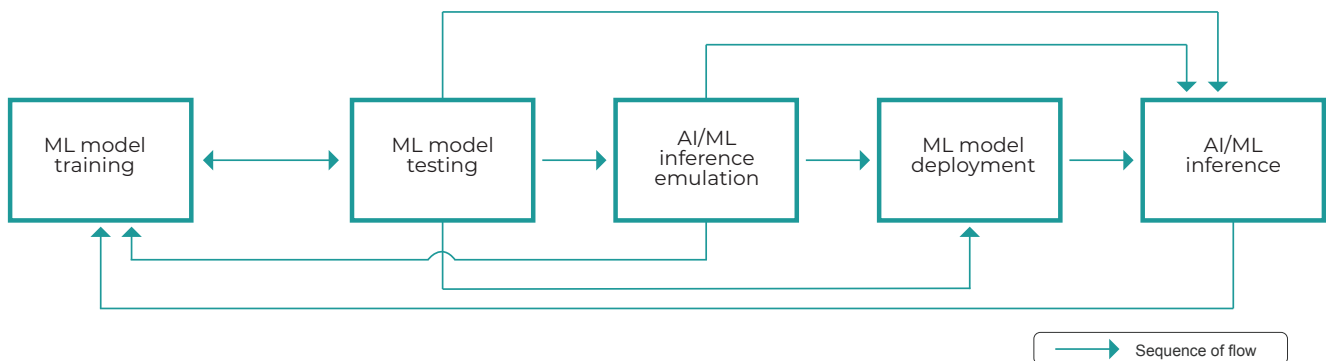 ML model
training
ML model
testing
AI/ML
inference
emulation
ML model
deployment
AI/ML
inference
Sequence of flow